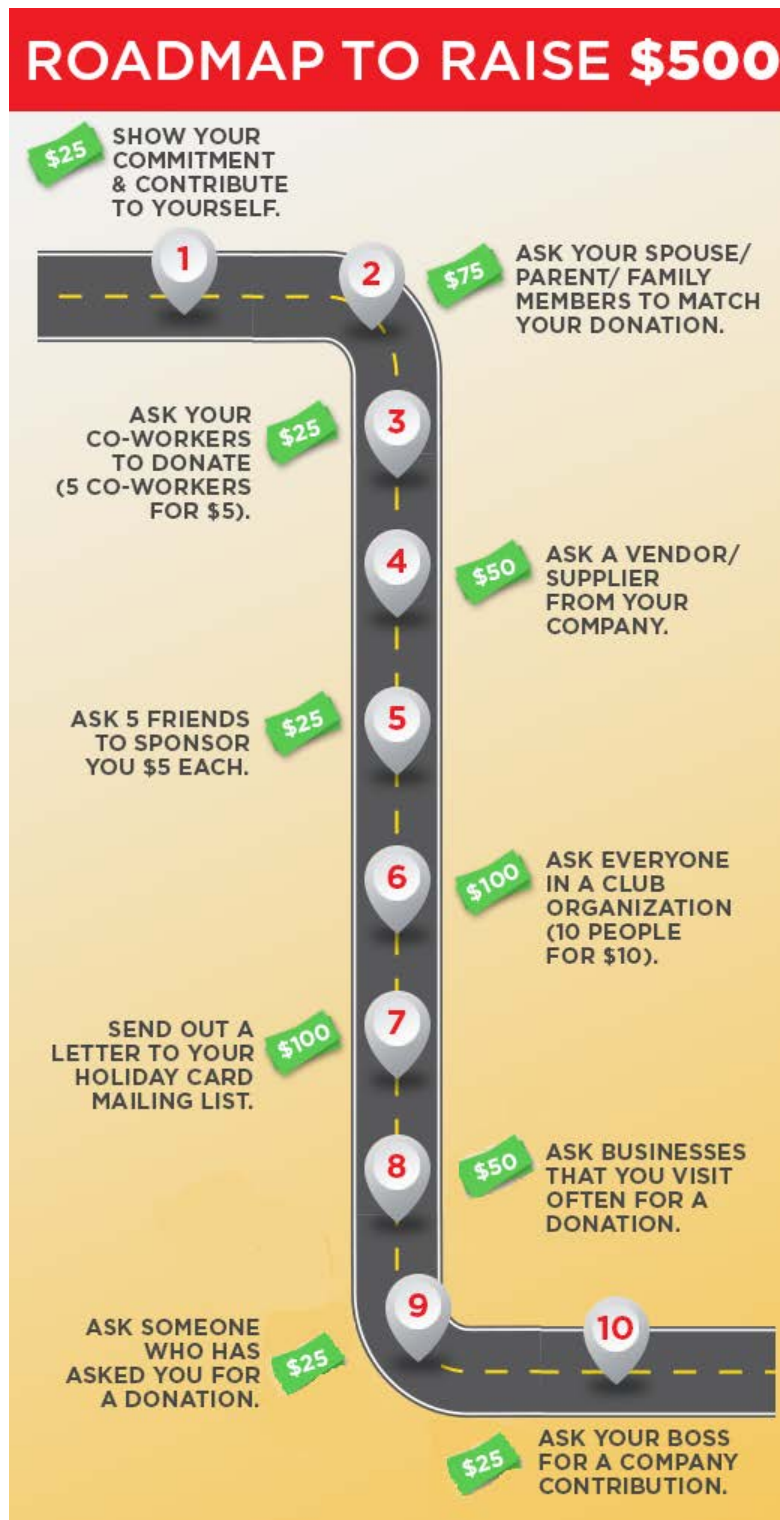 ROADMAP TO RAISE $500
$25
SHOW YOUR
COMMITMENT
& CONTRIBUTE
TO YOURSELF.
1
2
$75
ASK YOUR SPOUSE/
PARENT/ FAMILY
MEMBERS TO MATCH
YOUR DONATION.
3
ASK YOUR
CO-WORKERS
TO DONATE
(5 CO-WORKERS
FOR $5).
$25
4
$50
ASK A VENDOR/
SUPPLIER
FROM YOUR
COMPANY.
5
ASK 5 FRIENDS
TO SPONSOR
YOU $5 EACH.
$25
6
$100
ASK EVERYONE
IN A CLUB
ORGANIZATION
(10 PEOPLE
FOR $10).
7
SEND OUT A
LETTER TO YOUR
HOLIDAY CARD
MAILING LIST.
$100
8
$50
ASK BUSINESSES
THAT YOU VISIT
OFTEN FOR A
DONATION.
9
ASK SOMEONE
WHO HAS
ASKED YOU FOR
A DONATION.
$25
10
$25
ASK YOUR BOSS
FOR A COMPANY
CONTRIBUTION.